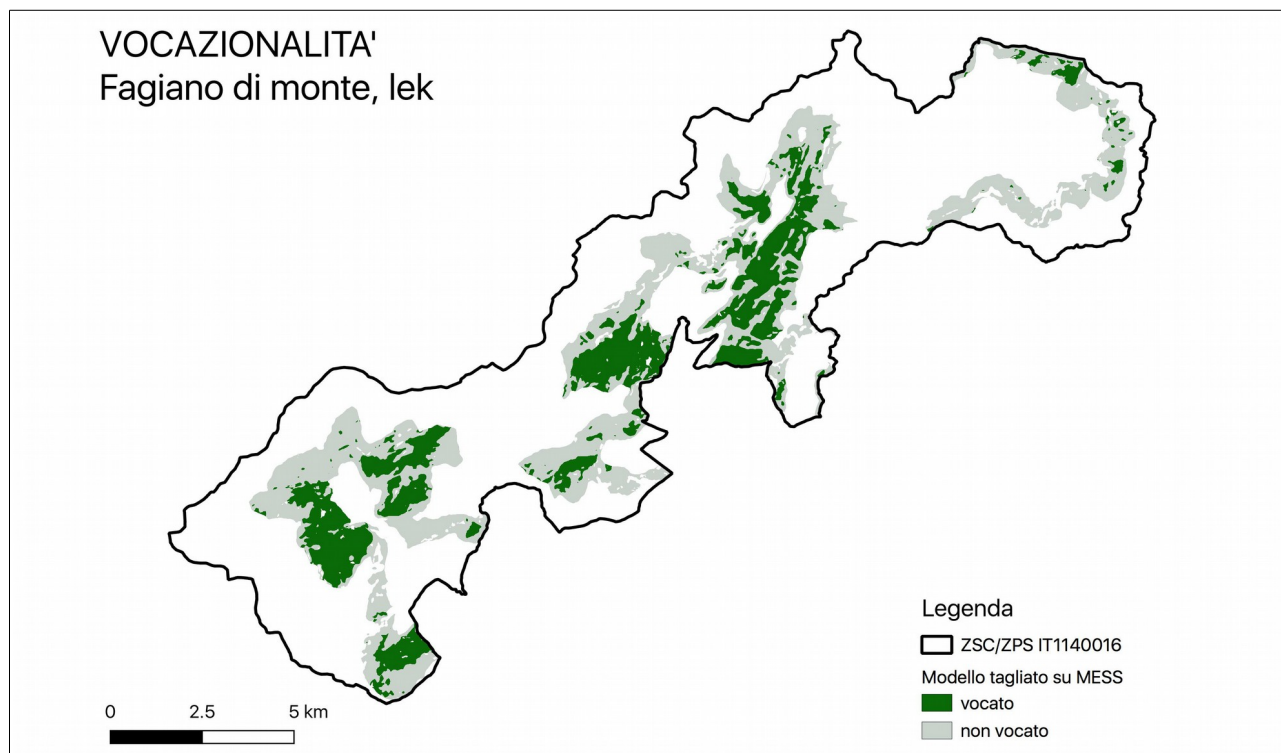 VOCAZIONALITA'
Fagiano di monte, lek
Legenda
ZSC/ZPS IT1140016
Modello tagliato su MESS
vocato
non vocato
0 2.5 5 km